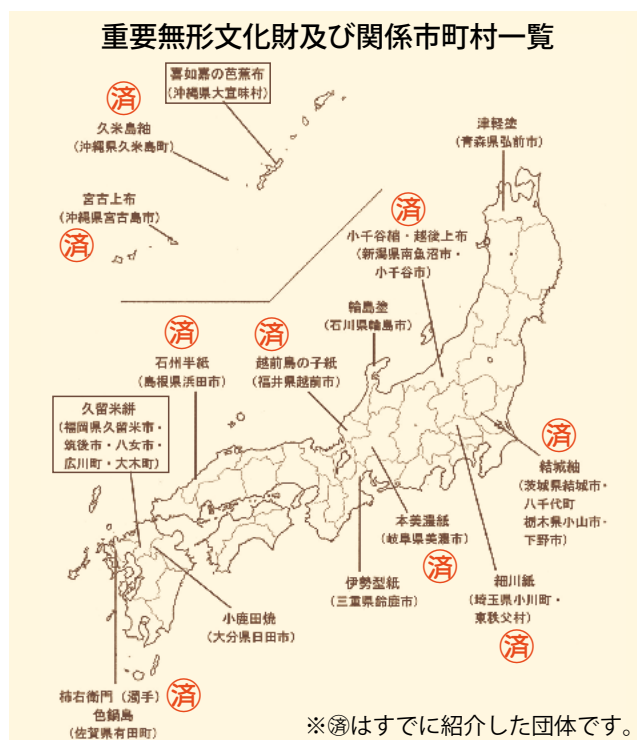 重要無形文化財及び関係市町村一覧
喜如嘉の芭蕉布
(沖縄県大宜味村)
済
久米島紬
(沖縄県久米島町)
宮古上布
(沖縄県宮古島市)
済
津軽塗
(青森県弘前市)
済
小千谷縮・越後上布
(新潟県南魚沼市・
小千谷市)
輪島塗
(石川県輪島市)
済
石州半紙
(島根県浜田市)
済
越前鳥の子紙
(福井県越前市)
久留米絣
(福岡県久留米市・
筑後市・八女市・
広川町・大木町)
済
結城紬
(茨城県結城市・
八千代町
栃木県小山市・
下野市)
本美濃紙
(岐阜県美濃市)
済
細川紙
(埼玉県小川町・
東秩父村)
済
伊勢型紙
(三重県鈴鹿市)
小鹿田焼
(大分県日田市)
柿右衛門(濁手)
色鍋島
(佐賀県有田町)
済
※㊮はすでに紹介した団体です。